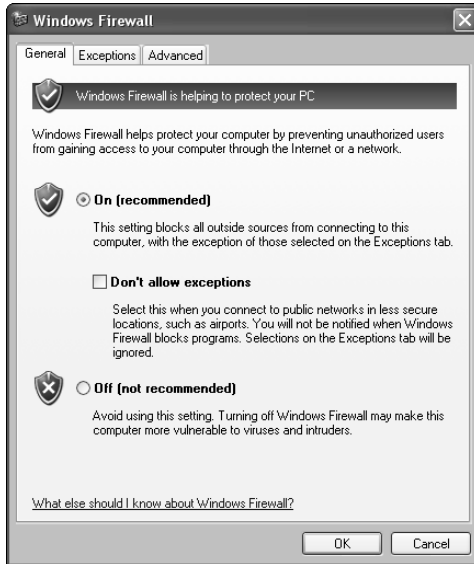 Windows Firewall
General Exceptions Advanced
Windows Firewall is helping to protect your PC
Windows Firewall helps protect your computer by preventing unauthorized users
from gaining access to your computer through the Internet or a network.
On (recommended)
This setting blocks all outside sources from connecting to this
computer, with the exception of those selected on the Exceptions tab.
Don't allow exceptions
Select this when you connect to public networks in less secure
locations, such as airports. You will not be notified when Windows
Firewall blocks programs. Selections on the Exceptions tab will be
ignored.
Off (not recommended)
Avoid using this setting. Turning off Windows Firewall may make this
computer more vulnerable to viruses and intruders.
What else should I know about Windows Firewall?
OK Cancel